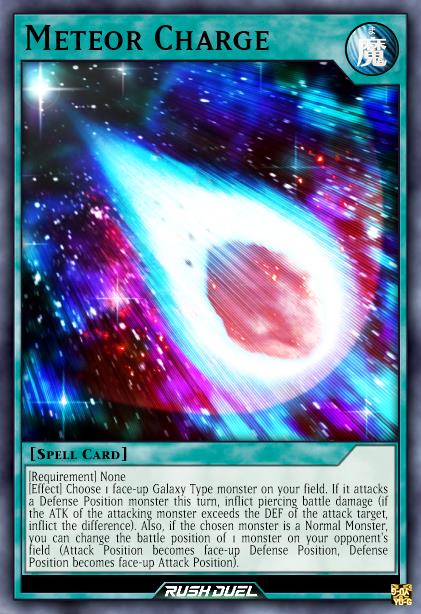 Meteor Charge
ま
魔
[Spell Card]
[Requirement] None
[Effect] Choose 1 face-up Galaxy Type monster on your field. If it attacks
a Defense Position monster this turn, inflict piercing battle damage (if
the ATK of the attacking monster exceeds the DEF of the attack target,
inflict the difference). Also, if the chosen monster is a Normal Monster,
you can change the battle position of 1 monster on your opponent's
field (Attack Position becomes face-up Defense Position, Defense
Position becomes face-up Attack Position).
RUSH DUEL